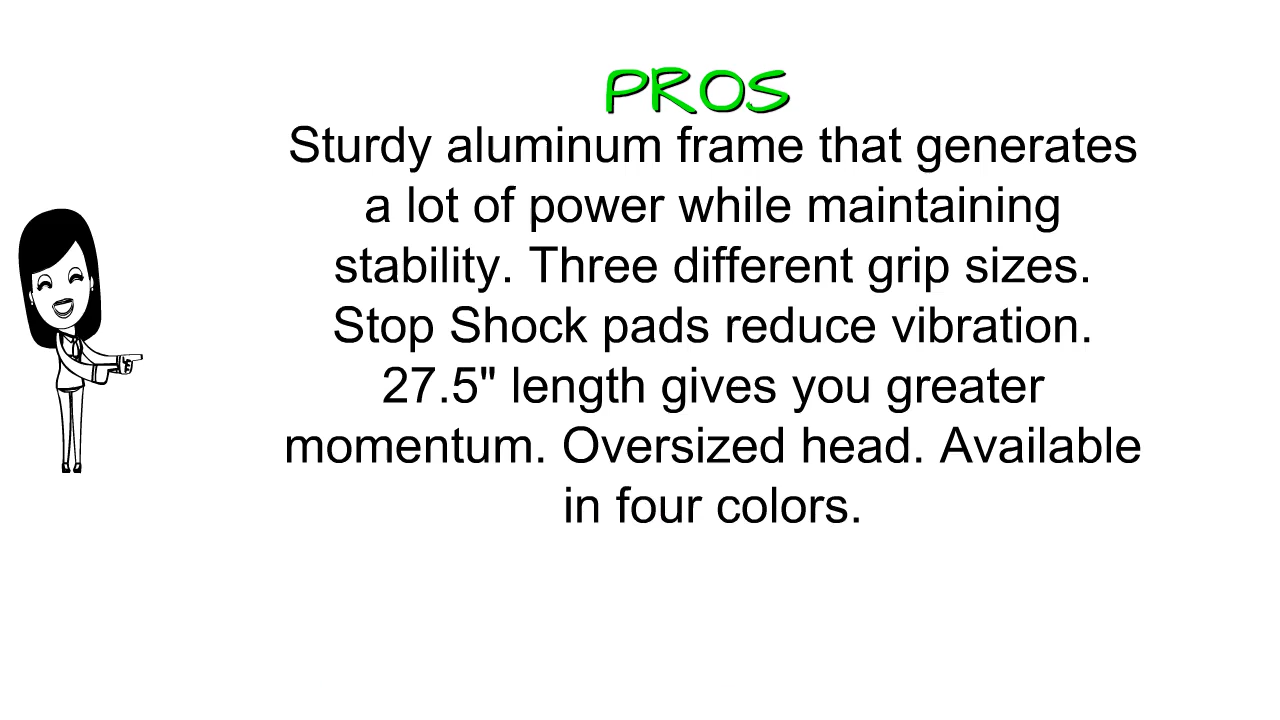 PROS
Sturdy aluminum frame that generates
a lot of power while maintaining
stability. Three different grip sizes.
Stop Shock pads reduce vibration.
27.5" length gives you greater
momentum. Oversized head. Available
in four colors.